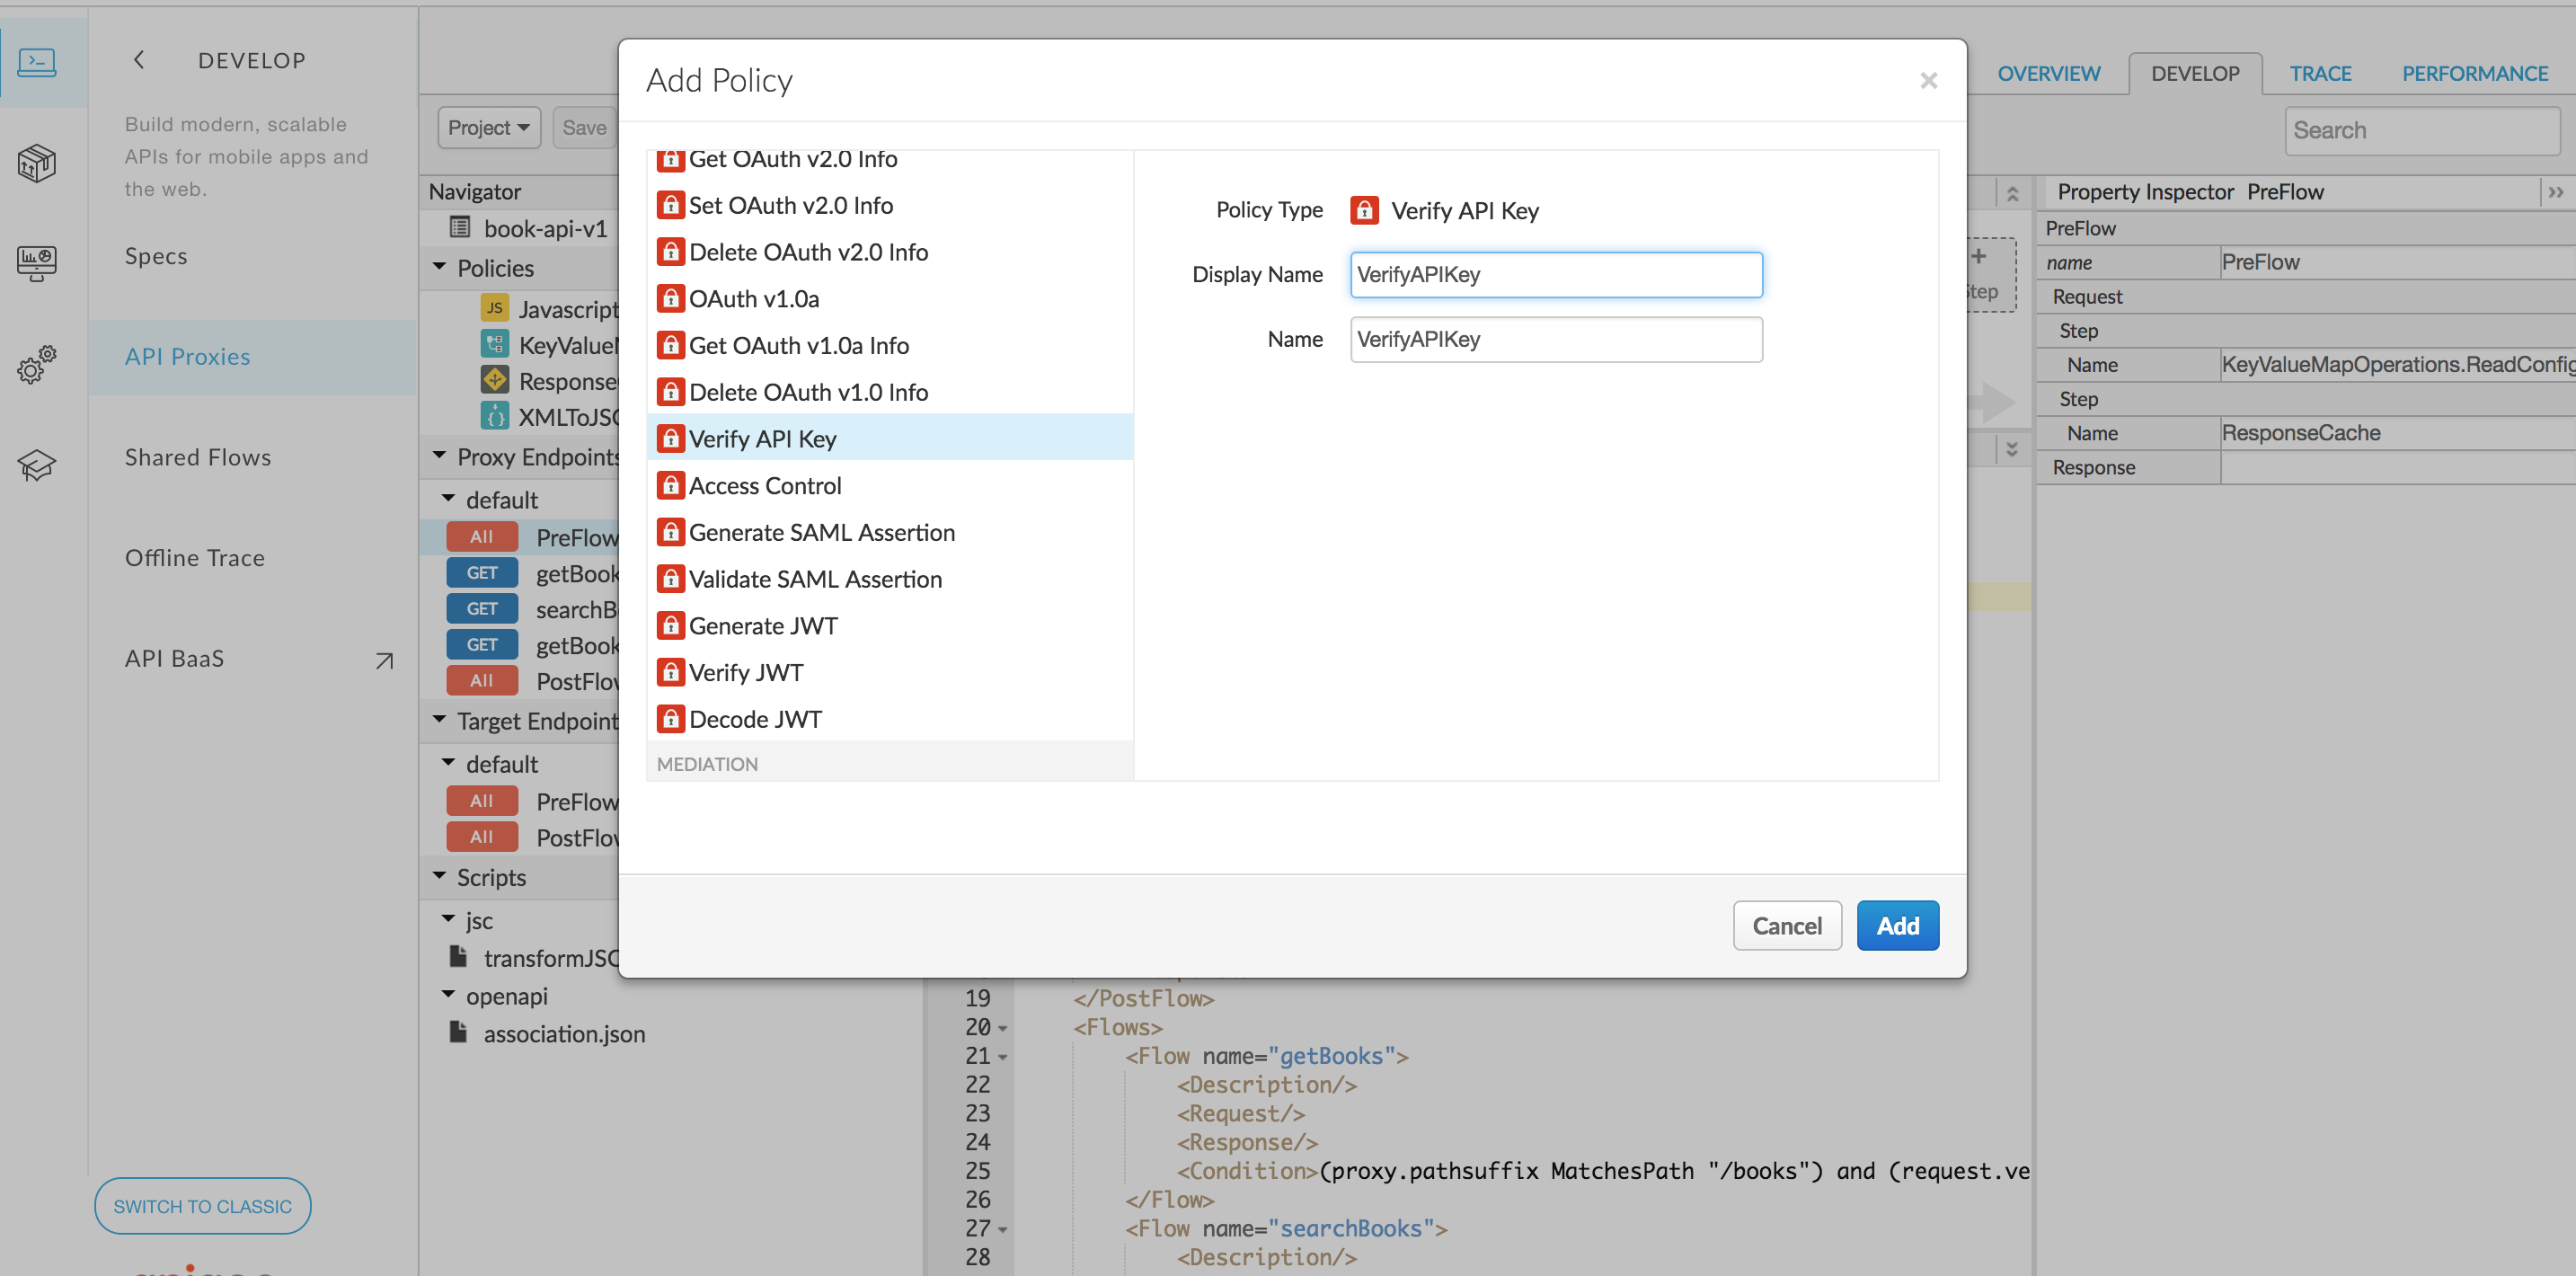 DEVELOP
Build modern, scalable
APIs for mobile apps and
the web.
Specs
API Proxies
Shared Flows
Offline Trace
API BaaS
SWITCH TO CLASSIC
Project
Save
Navigator
book-api-v1
Policies
JS Javascript
KeyValueM
Response
XMLToJSO
Proxy Endpoints
default
All PreFlow
GET getBook
GET searchB
GET getBook
All PostFlow
Target Endpoint
default
All PreFlow
All PostFlow
Scripts
jsc
transformJSO
openapi
association.json
Add Policy
×
Get OAuth v2.0 Info
Set OAuth v2.0 Info
Delete OAuth v2.0 Info
OAuth v1.0a
Get OAuth v1.0a Info
Delete OAuth v1.0 Info
Verify API Key
Access Control
Generate SAML Assertion
Validate SAML Assertion
Generate JWT
Verify JWT
Decode JWT
MEDIATION
Policy Type Verify API Key
Display Name VerifyAPIKey
Name VerifyAPIKey
Cancel
Add
19 </PostFlow>
20 <Flows>
21 <Flow name="getBooks">
22 <Description/>
23 <Request/>
24 <Response/>
25 <Condition>(proxy.pathsuffix MatchesPath "/books") and (request.ve
26 </Flow>
27 <Flow name="searchBooks">
28 <Description/>
OVERVIEW
DEVELOP
TRACE
PERFORMANCE
Search
+
Step
Property Inspector PreFlow
PreFlow
name PreFlow
Request
Step
Name KeyValueMapOperations.ReadConfig
Step
Name ResponseCache
Response